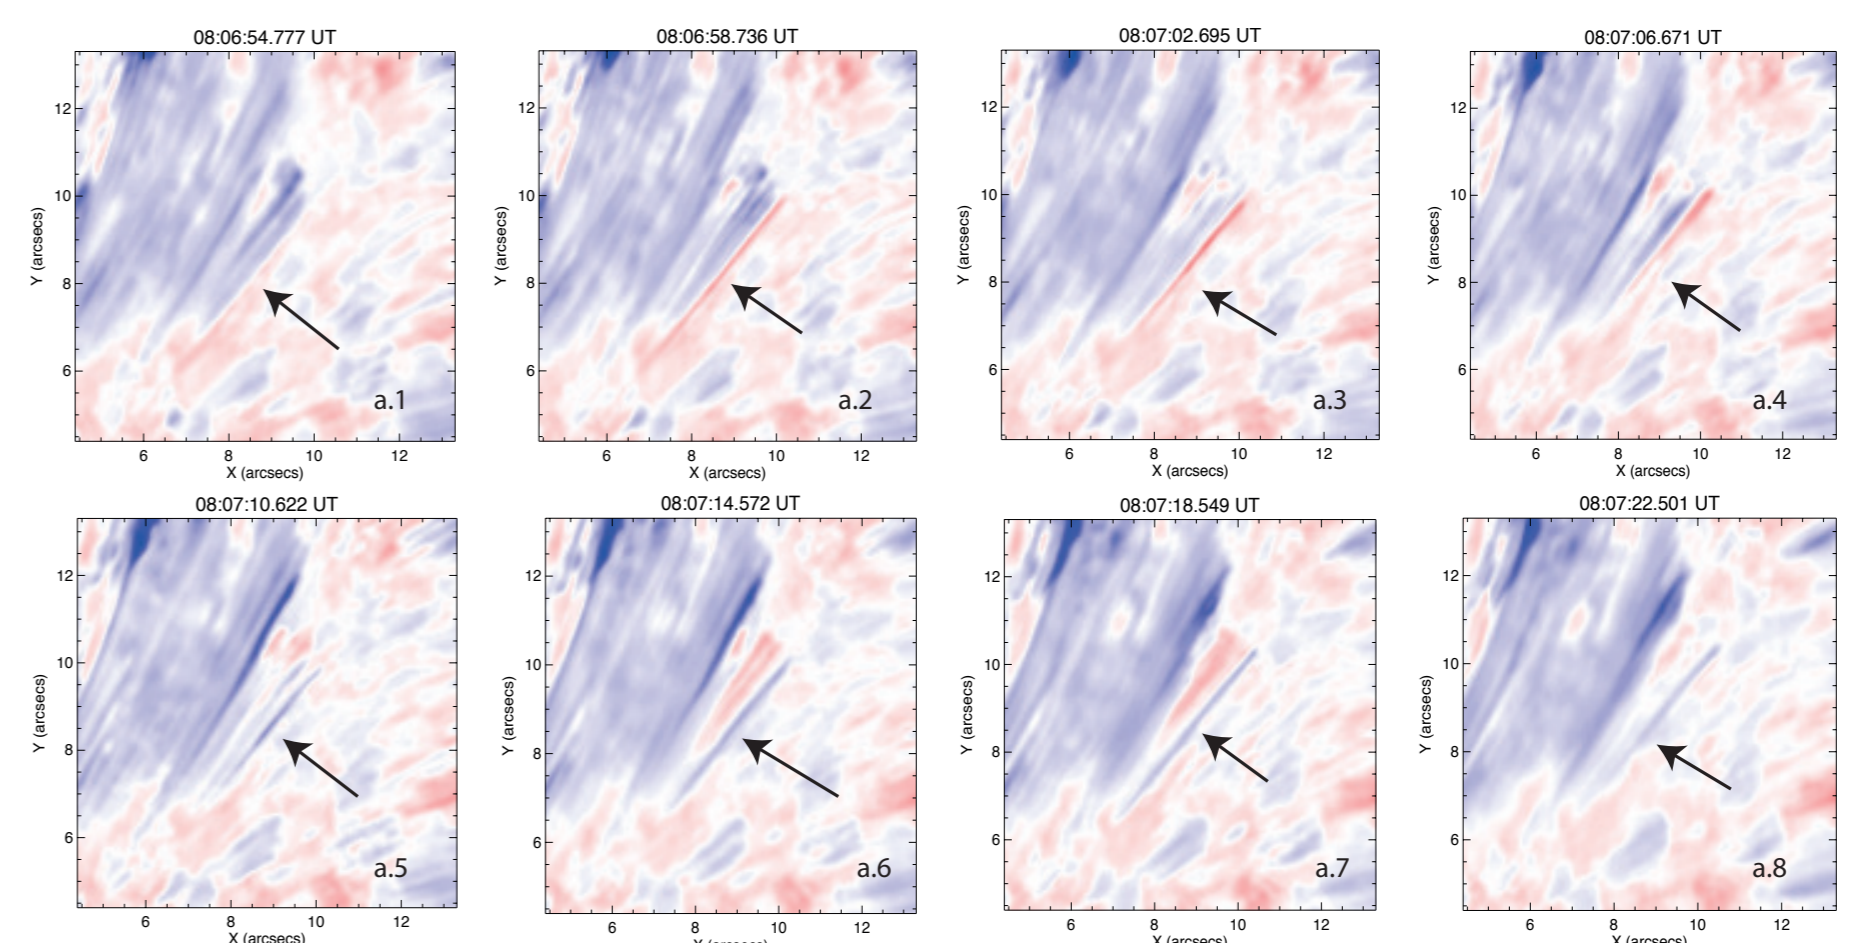 08:06:54.777 UT
08:06:58.736 UT
08:07:02.695 UT
08:07:06.671 UT
12
10
8
6
Y (arcsecs)
a.1
6 8 10 12
X (arcsecs)
12
10
8
6
Y (arcsecs)
a.2
6 8 10 12
X (arcsecs)
12
10
8
6
Y (arcsecs)
a.3
6 8 10 12
X (arcsecs)
12
10
8
6
Y (arcsecs)
a.4
6 8 10 12
X (arcsecs)
08:07:10.622 UT
08:07:14.572 UT
08:07:18.549 UT
08:07:22.501 UT
12
10
8
6
Y (arcsecs)
a.5
6 8 10 12
X (arcsecs)
12
10
8
6
Y (arcsecs)
a.6
6 8 10 12
X (arcsecs)
12
10
8
6
Y (arcsecs)
a.7
6 8 10 12
X (arcsecs)
12
10
8
6
Y (arcsecs)
a.8
6 8 10 12
X (arcsecs)